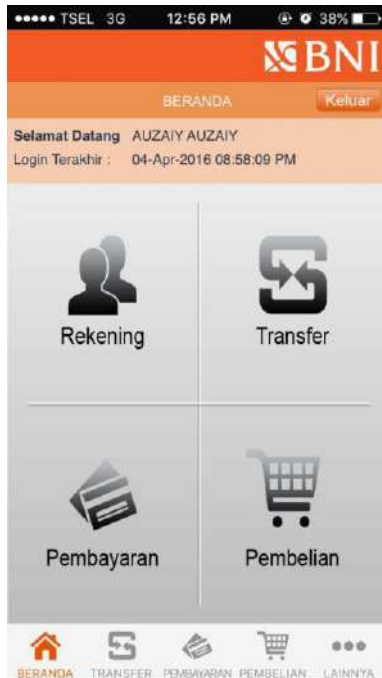 TSEL 3G 12:56 PM 38%
BNI
BERANDA Keluar
Selamat Datang AUZAIY AUZAIY
Login Terakhir : 04-Apr-2016 08:58:09 PM
Rekening Transfer
Pembayaran Pembelian
BERANDA TRANSFER PEMBAYARAN PEMBELIAN LAINNYA